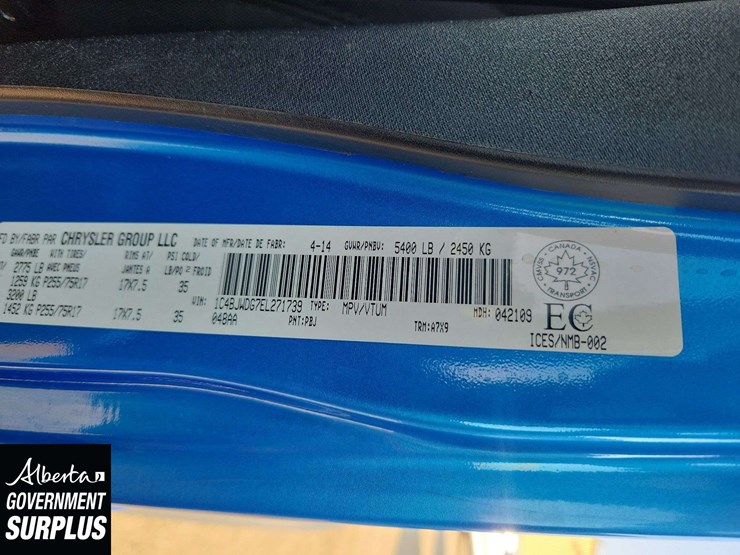 FD BY/FABR PAR CHRYSLER GROUP LLC DATE OF MFR/DATE DE FABR: 4-14 GVWR/PNBV: 5400 LB / 2450 KG
GAWR/PNBE WITH TIRES/ RIMS AT/ PSI COLD/
2775 LB AVEC PNEUS JANTES A LB/PO² FROID
1259 KG P255/75R17 17X7.5 35
3200 LB
1452 KG P255/75R17 17X7.5 35
VIN: 1C4BJWDG7EL271739 TYPE: MPV/VTUM MDH: 042109
048AA PNT:PBJ TRM:A7X9
CANADA
CMVSS NSVAC
972
TRANSPORT
EC
ICES/NMB-002
Alberta
GOVERNMENT
SURPLUS